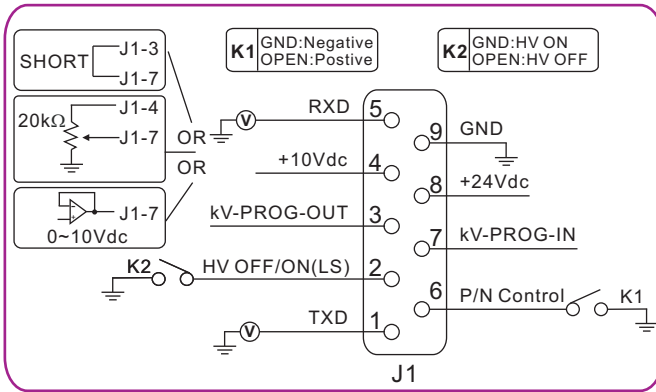 SHORT
J1-3
J1-7
20kΩ
J1-4
J1-7
J1-7
0~10Vdc
OR
OR
K1
GND:Negative
OPEN:Postive
K2
GND:HV ON
OPEN:HV OFF
V
RXD
5
9
GND
+10Vdc
4
8
+24Vdc
kV-PROG-OUT
3
7
kV-PROG-IN
K2
HV OFF/ON(LS)
2
6
P/N Control
K1
V
TXD
1
J1